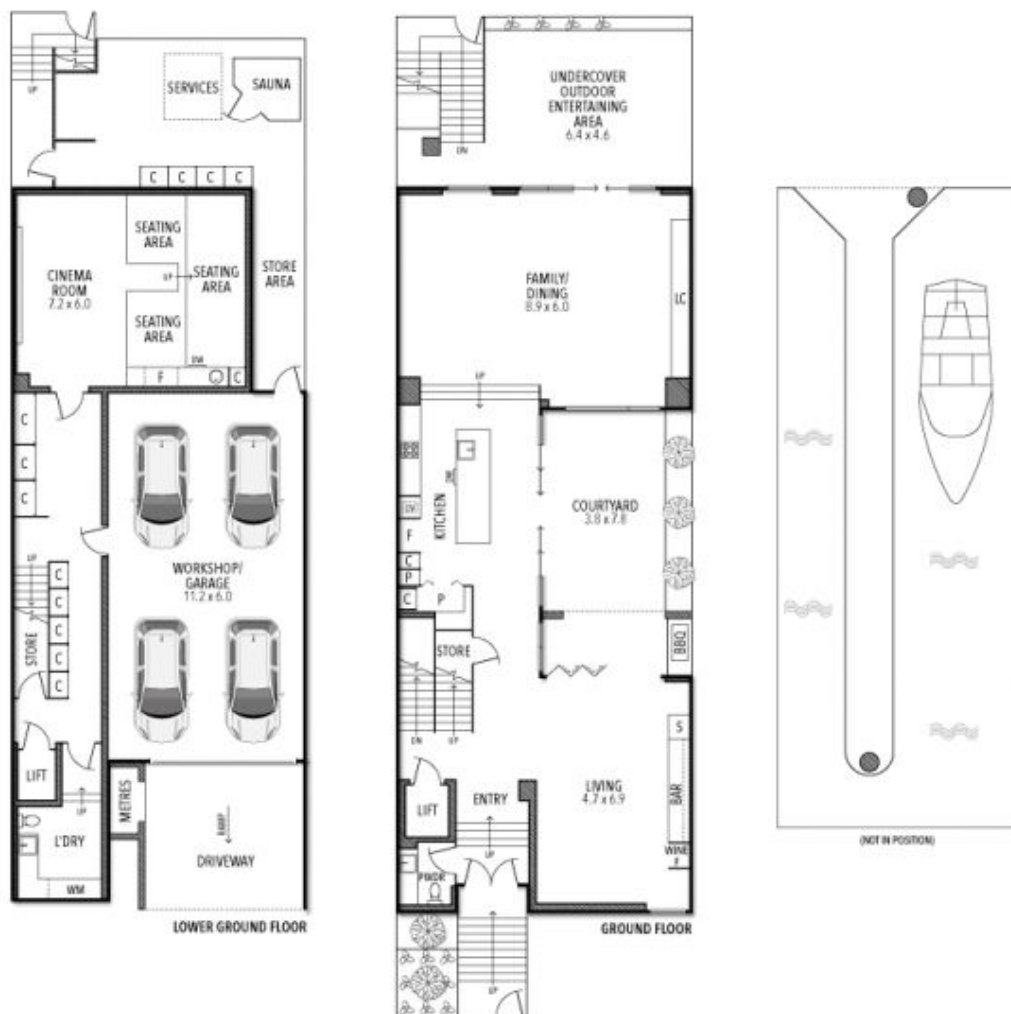 UP
SERVICES
SAUNA
C
C
C
C
SEATING
AREA
CINEMA
ROOM
7.2 x 6.0
UP
SEATING
AREA
STORE
AREA
SEATING
AREA
DW
F
C
C
C
C
WORKSHOP/
GARAGE
11.2 x 6.0
UP
C
C
C
C
C
STORE
LIFT
UP
L'DRY
WM
METRES
RAMP
DRIVEWAY
LOWER GROUND FLOOR
UNDERCOVER
OUTDOOR
ENTERTAINING
AREA
6.4 x 4.6
DN
FAMILY/
DINING
8.9 x 6.0
LC
UP
KITCHEN
F
C
P
C
P
COURTYARD
3.8 x 7.8
STORE
BBQ
DN
UP
S
LIVING
4.7 x 6.9
BAR
LIFT
ENTRY
UP
WINE
F
PWDR
GROUND FLOOR
UP
(NOT IN POSITION)